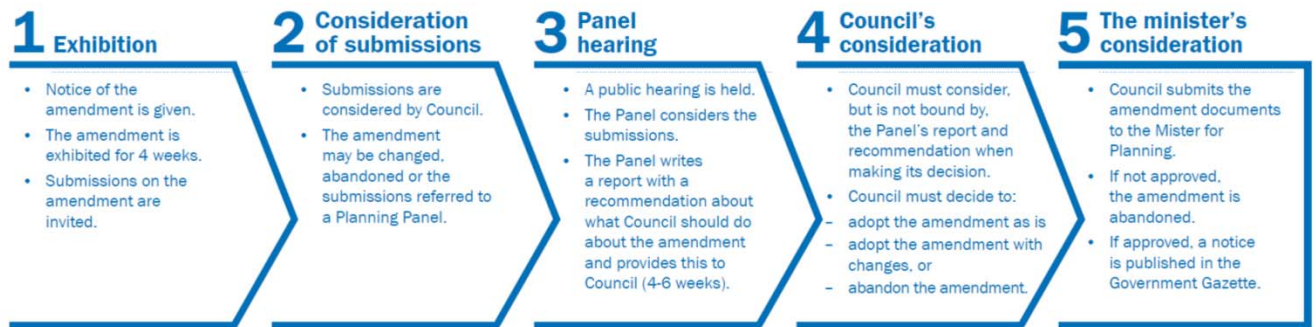 1 Exhibition
• Notice of the
amendment is given.
• The amendment is
exhibited for 4 weeks.
• Submissions on the
amendment are
invited.
2 Consideration
of submissions
• Submissions are
considered by Council.
• The amendment
may be changed,
abandoned or the
submissions referred to
a Planning Panel.
3 Panel
hearing
• A public hearing is held.
• The Panel considers the
submissions.
• The Panel writes
a report with a
recommendation about
what Council should do
about the amendment
and provides this to
Council (4-6 weeks).
4 Council's
consideration
• Council must consider,
but is not bound by,
the Panel's report and
recommendation when
making its decision.
• Council must decide to:
– adopt the amendment as is
– adopt the amendment with
changes, or
– abandon the amendment.
5 The minister's
consideration
• Council submits the
amendment documents
to the Mister for
Planning.
• If not approved,
the amendment is
abandoned.
• If approved, a notice
is published in the
Government Gazette.